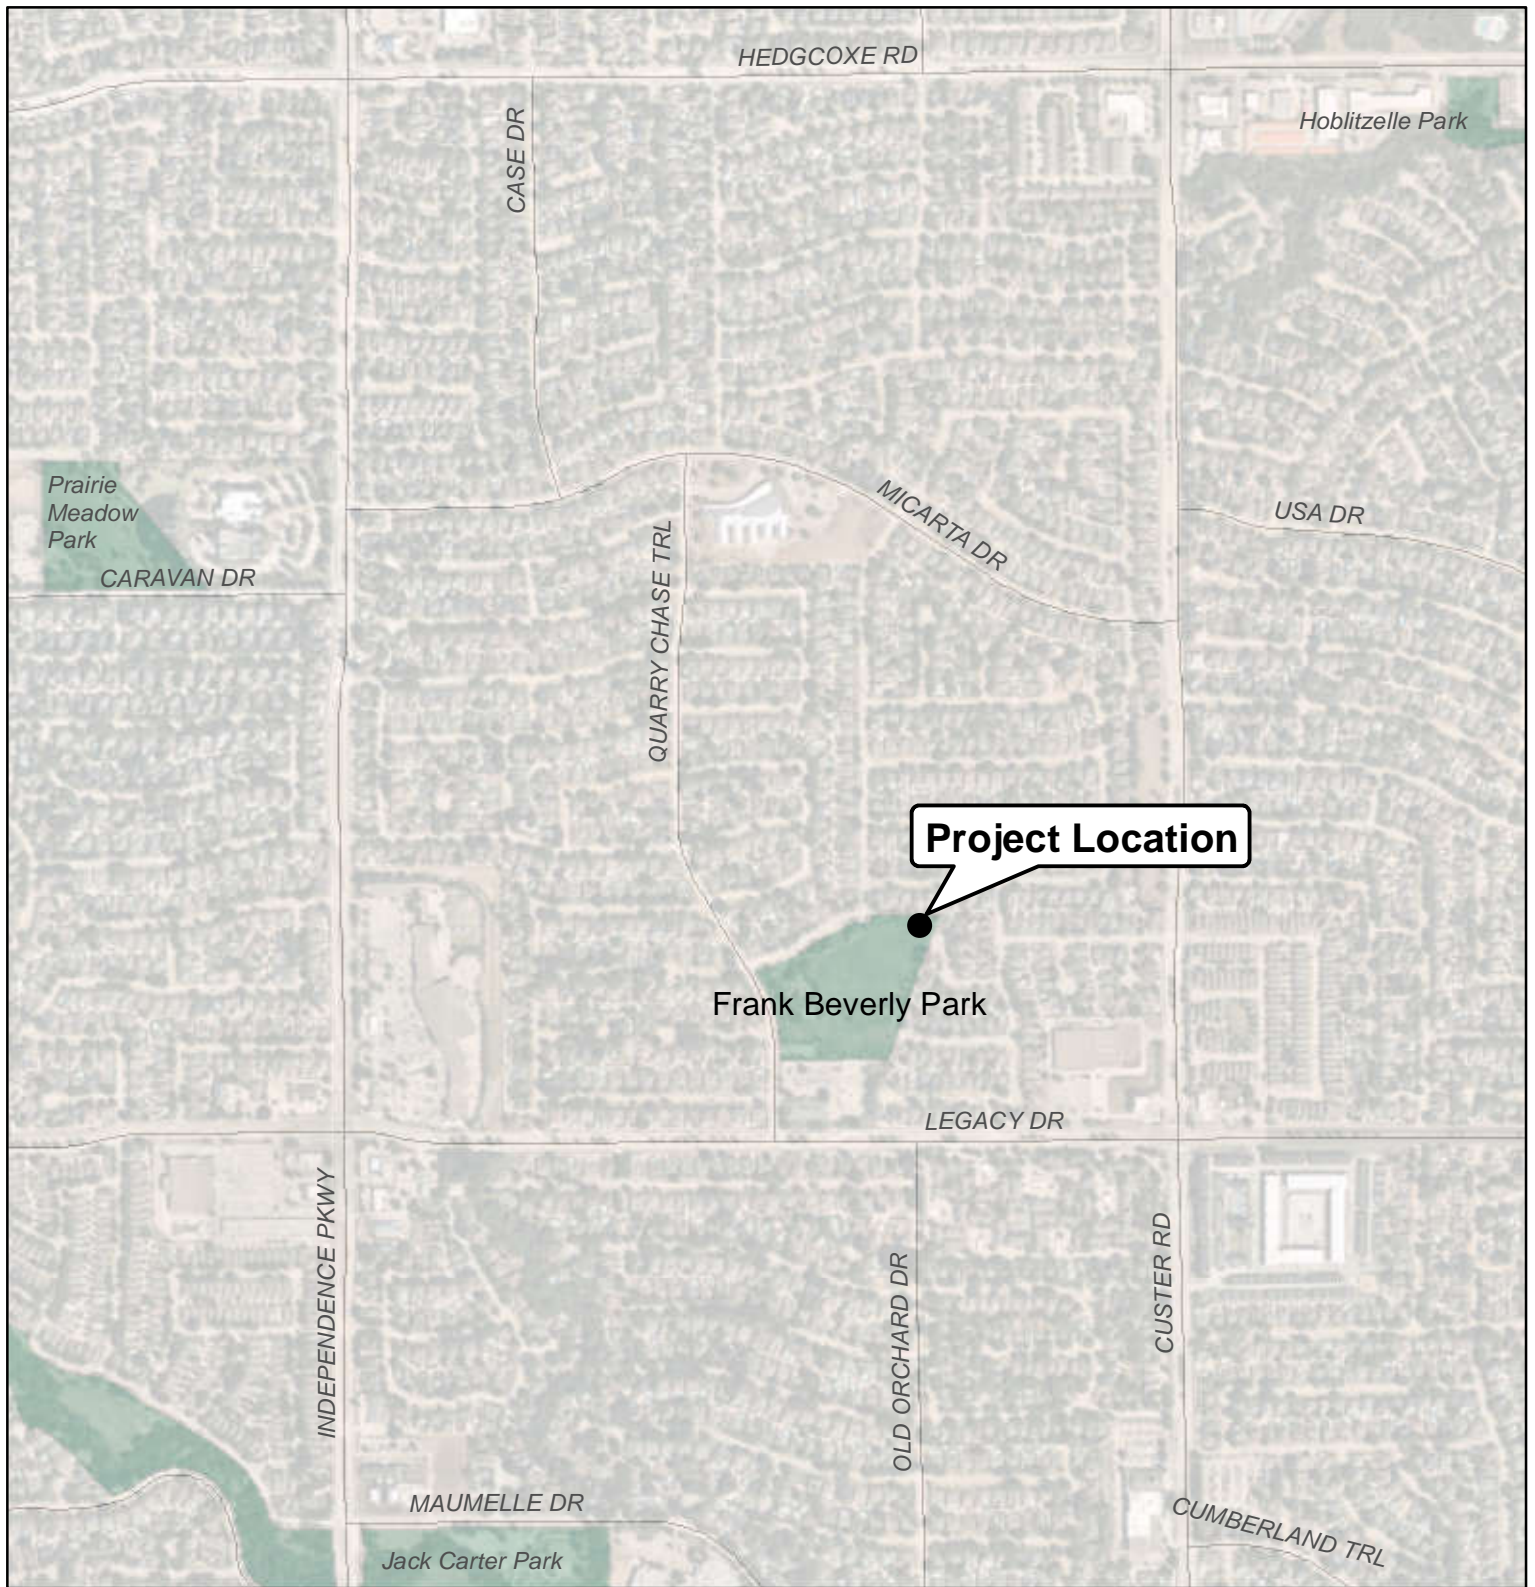 HEDGCOXE RD
Hoblitzelle Park
CASE DR
Prairie
Meadow
Park
MICARTA DR
USA DR
QUARRY CHASE TRL
CARAVAN DR
Project Location
Frank Beverly Park
LEGACY DR
INDEPENDENCE PKWY
OLD ORCHARD DR
CUSTER RD
MAUMELLE DR
CUMBERLAND TRL
Jack Carter Park